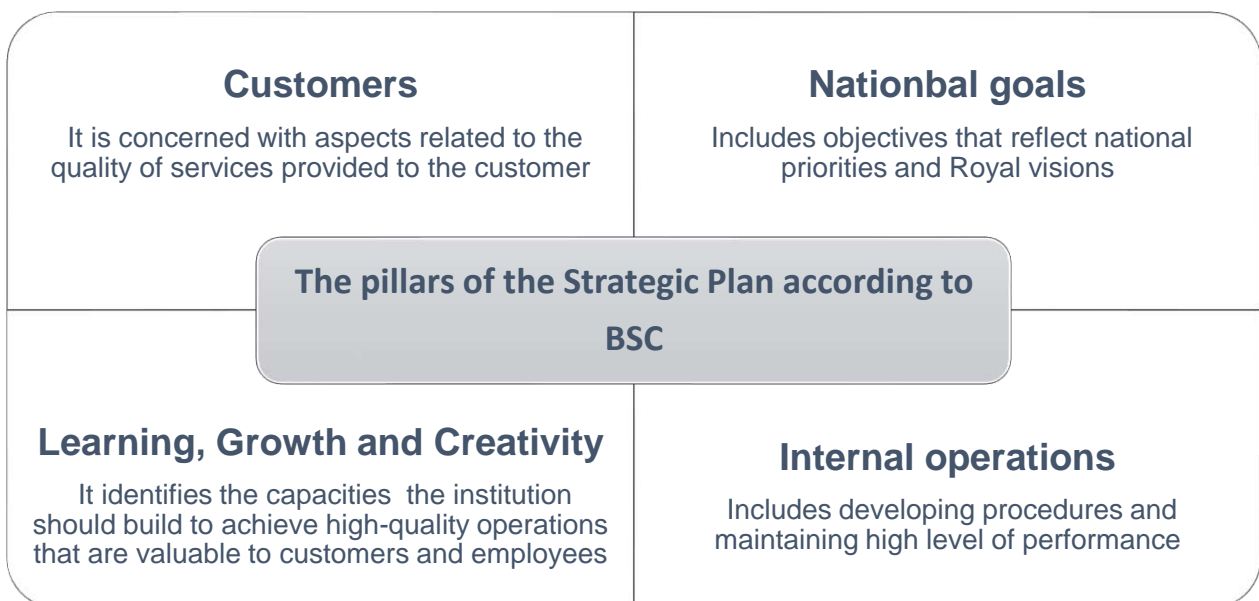 Customers
It is concerned with aspects related to the
quality of services provided to the customer
Nationbal goals
Includes objectives that reflect national
priorities and Royal visions
The pillars of the Strategic Plan according to
BSC
Learning, Growth and Creativity
It identifies the capacities the institution
should build to achieve high-quality operations
that are valuable to customers and employees
Internal operations
Includes developing procedures and
maintaining high level of performance